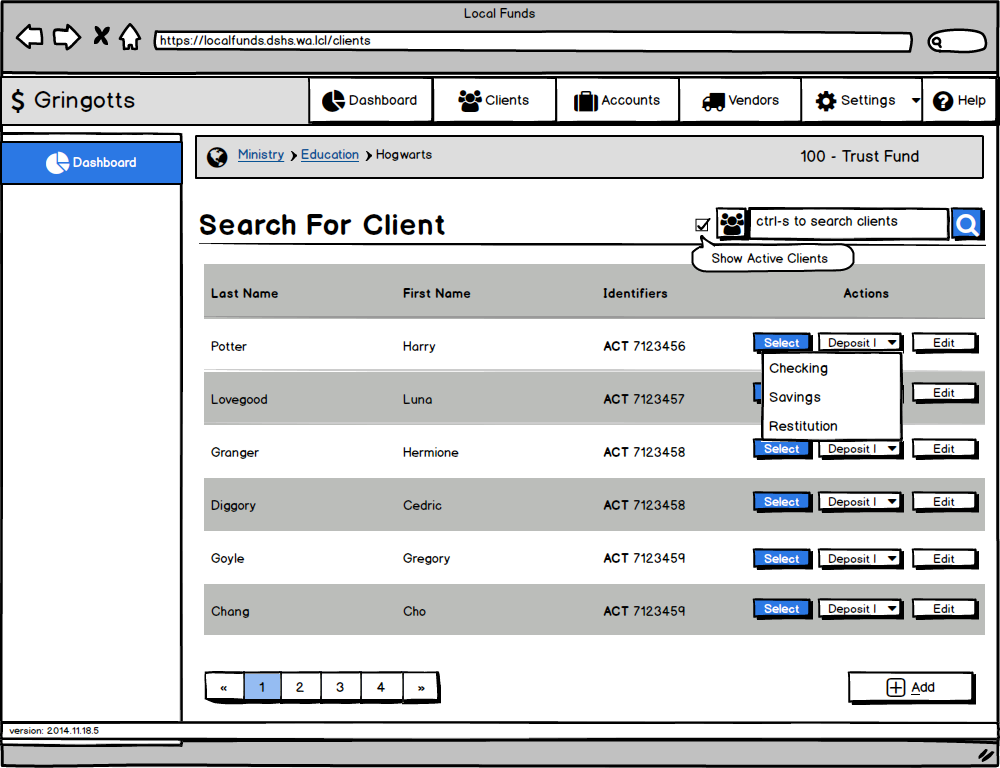 Local Funds
https://localfunds.dshs.wa.lcl/clients
$ Gringotts Dashboard Clients Accounts Vendors Settings Help
Dashboard
Ministry Education Hogwarts 100 - Trust Fund
Search For Client ctrl-s to search clients
Show Active Clients
Last Name First Name Identifiers Actions
Potter Harry ACT 7123456 Select Deposit Edit
Checking
Lovegood Luna ACT 7123457 Edit
Savings
Restitution
Granger Hermione ACT 7123458 Select Deposit Edit
Diggory Cedric ACT 7123458 Select Deposit Edit
Goyle Gregory ACT 7123459 Select Deposit Edit
Chang Cho ACT 7123459 Select Deposit Edit
« 1 2 3 4 » Add
version: 2014.11.18.5